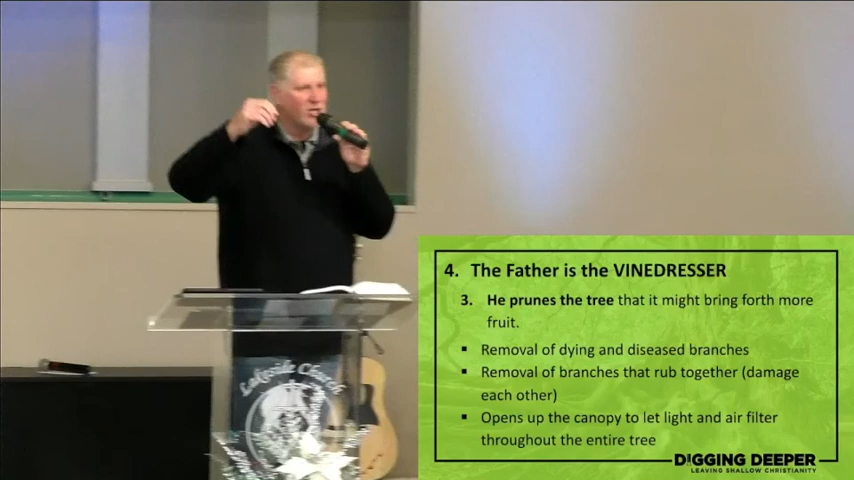 4. The Father is the VINEDRESSER
3. He prunes the tree that it might bring forth more
fruit.
▪ Removal of dying and diseased branches
▪ Removal of branches that rub together (damage
each other)
▪ Opens up the canopy to let light and air filter
throughout the entire tree
DIGGING DEEPER
LEAVING SHALLOW CHRISTIANITY
Lakeside Church